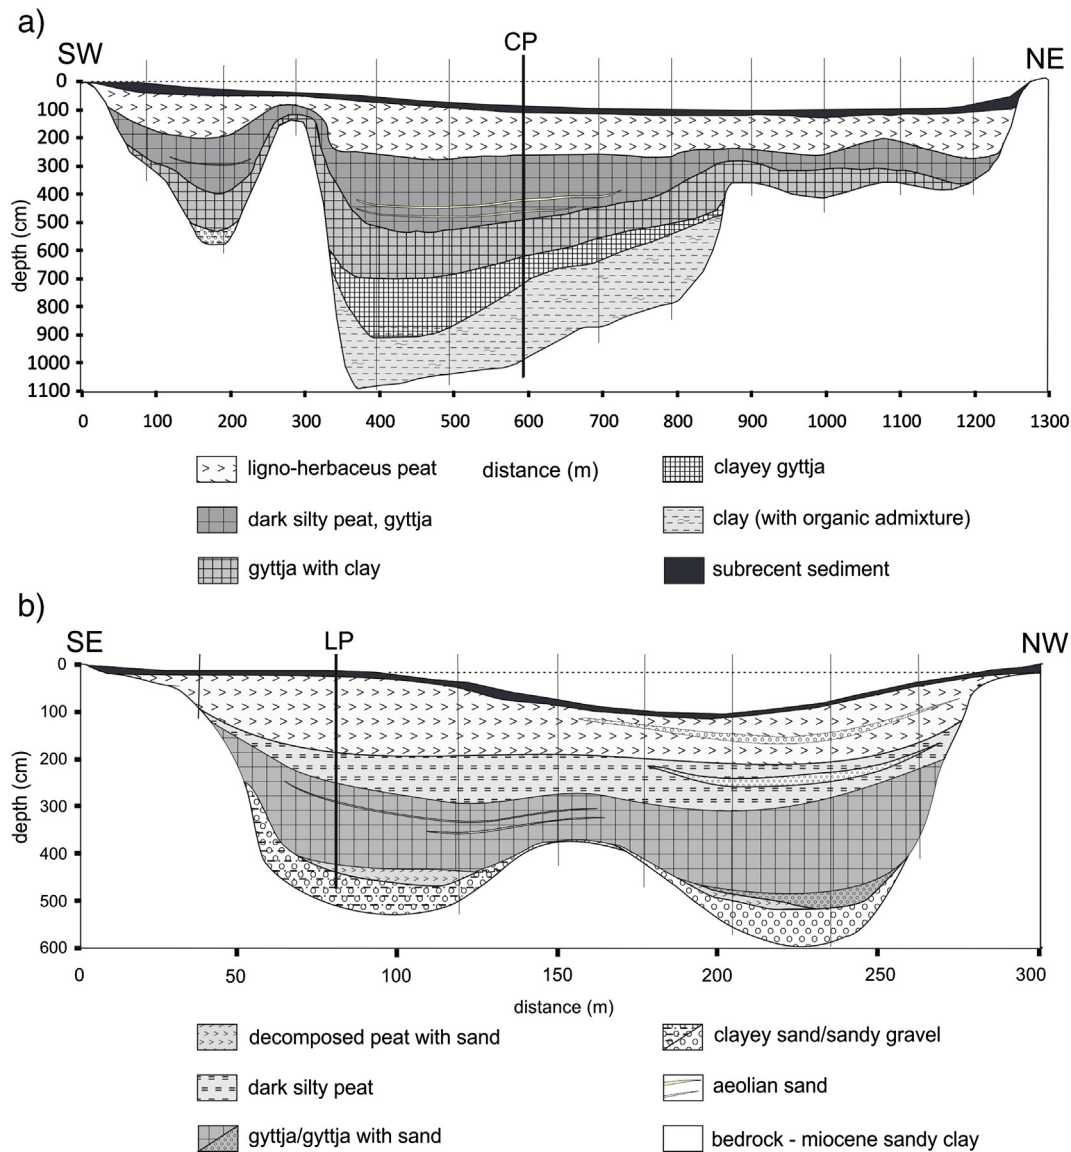 a)
SW
CP
NE
0
100
200
300
400
500
600
700
800
900
1000
1100
depth (cm)
0 100 200 300 400 500 600 700 800 900 1000 1100 1200 1300
distance (m)
ligno-herbaceus peat
clayey gyttja
dark silty peat, gyttja
clay (with organic admixture)
gyttja with clay
subrecent sediment
b)
SE
LP
NW
0
100
200
300
400
500
600
depth (cm)
0 50 100 150 200 250 300
distance (m)
decomposed peat with sand
clayey sand/sandy gravel
dark silty peat
aeolian sand
gyttja/gyttja with sand
bedrock - miocene sandy clay